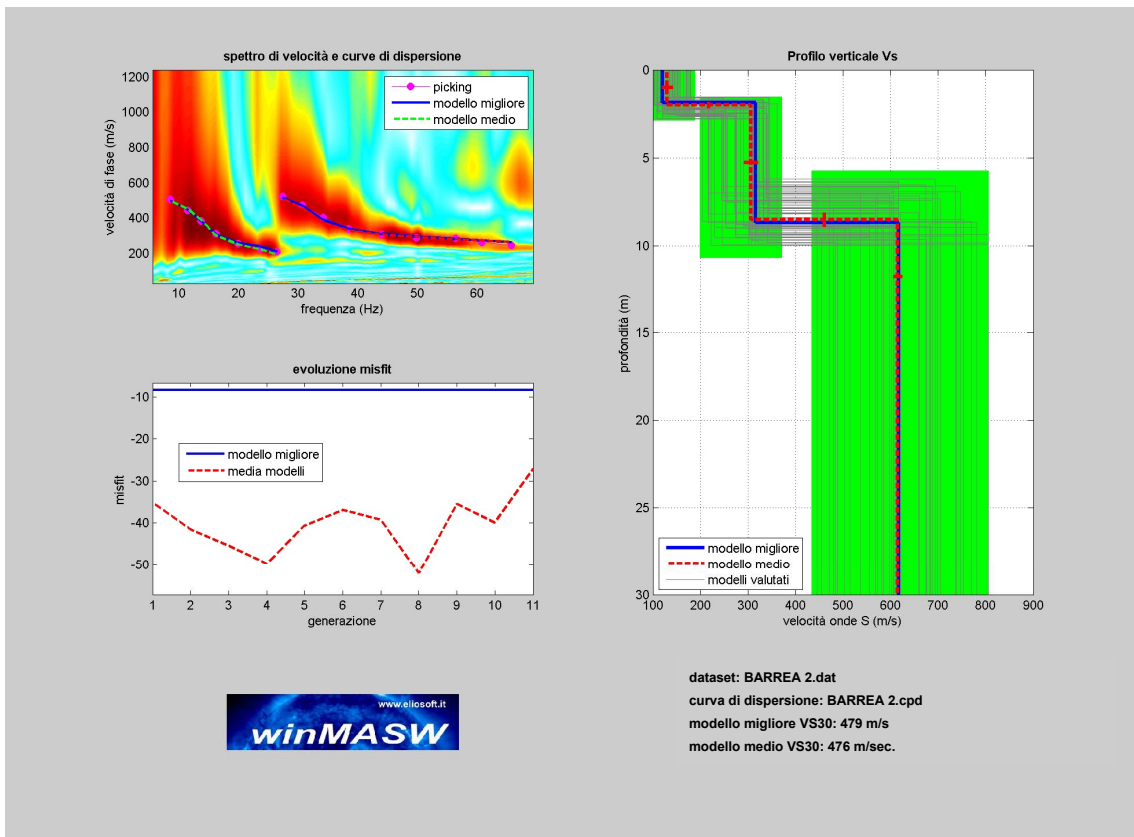 spettro di velocità e curve di dispersione
1200
1000
800
600
400
200
velocità di fase (m/s)
picking
modello migliore
modello medio
10 20 30 40 50 60
frequenza (Hz)
evoluzione misfit
-10
-20
-30
-40
-50
misfit
modello migliore
media modelli
1 2 3 4 5 6 7 8 9 10 11
generazione
Profilo verticale Vs
0
5
10
15
20
25
30
profondità (m)
modello migliore
modello medio
modelli valutati
100 200 300 400 500 600 700 800 900
velocità onde S (m/s)
www.eliosoft.it
winMASW
dataset: BARREA 2.dat
curva di dispersione: BARREA 2.cpd
modello migliore VS30: 479 m/s
modello medio VS30: 476 m/sec.